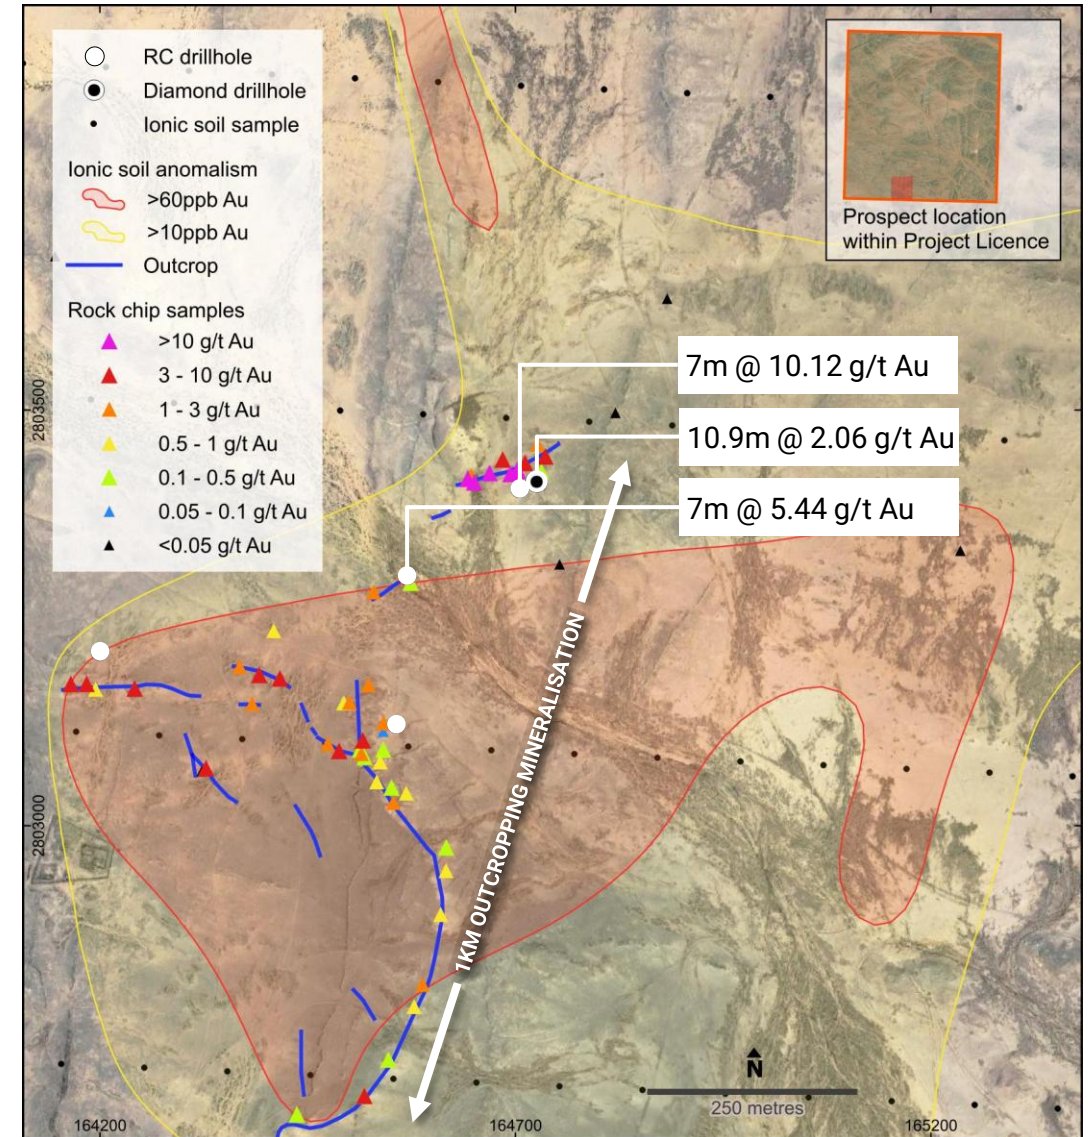 RC drillhole
Diamond drillhole
Ionic soil sample
Ionic soil anomalism
>60ppb Au
>10ppb Au
Outcrop
Rock chip samples
>10 g/t Au
3 - 10 g/t Au
1 - 3 g/t Au
0.5 - 1 g/t Au
0.1 - 0.5 g/t Au
0.05 - 0.1 g/t Au
<0.05 g/t Au
Prospect location
within Project Licence
7m @ 10.12 g/t Au
10.9m @ 2.06 g/t Au
7m @ 5.44 g/t Au
2803500
2803000
1KM OUTCROPPING MINERALISATION
N
250 metres
164200
164700
165200